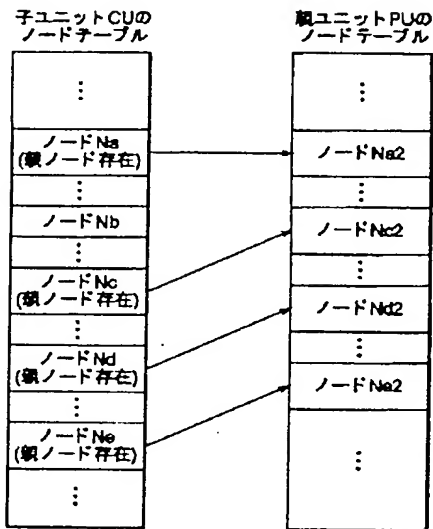 子ユニットCUの
ノードテーブル
⋮
ノードNa
(親ノード存在)
⋮
ノードNb
⋮
ノードNc
(親ノード存在)
⋮
ノードNd
(親ノード存在)
⋮
ノードNe
(親ノード存在)
⋮
親ユニットPUの
ノードテーブル
⋮
ノードNa2
⋮
ノードNc2
⋮
ノードNd2
⋮
ノードNe2
⋮